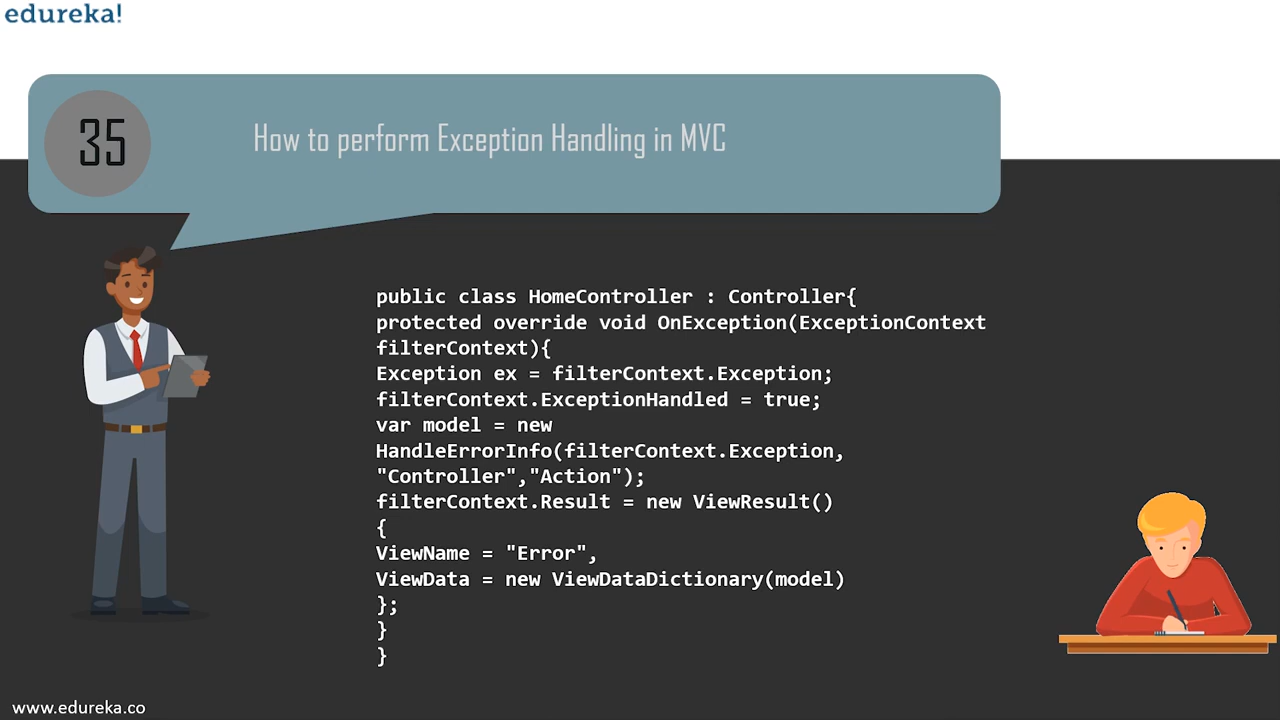 edureka!
35
How to perform Exception Handling in MVC
public class HomeController : Controller{
protected override void OnException(ExceptionContext
filterContext){
Exception ex = filterContext.Exception;
filterContext.ExceptionHandled = true;
var model = new
HandleErrorInfo(filterContext.Exception,
"Controller","Action");
filterContext.Result = new ViewResult()
{
ViewName = "Error",
ViewData = new ViewDataDictionary(model)
};
}
}
www.edureka.co